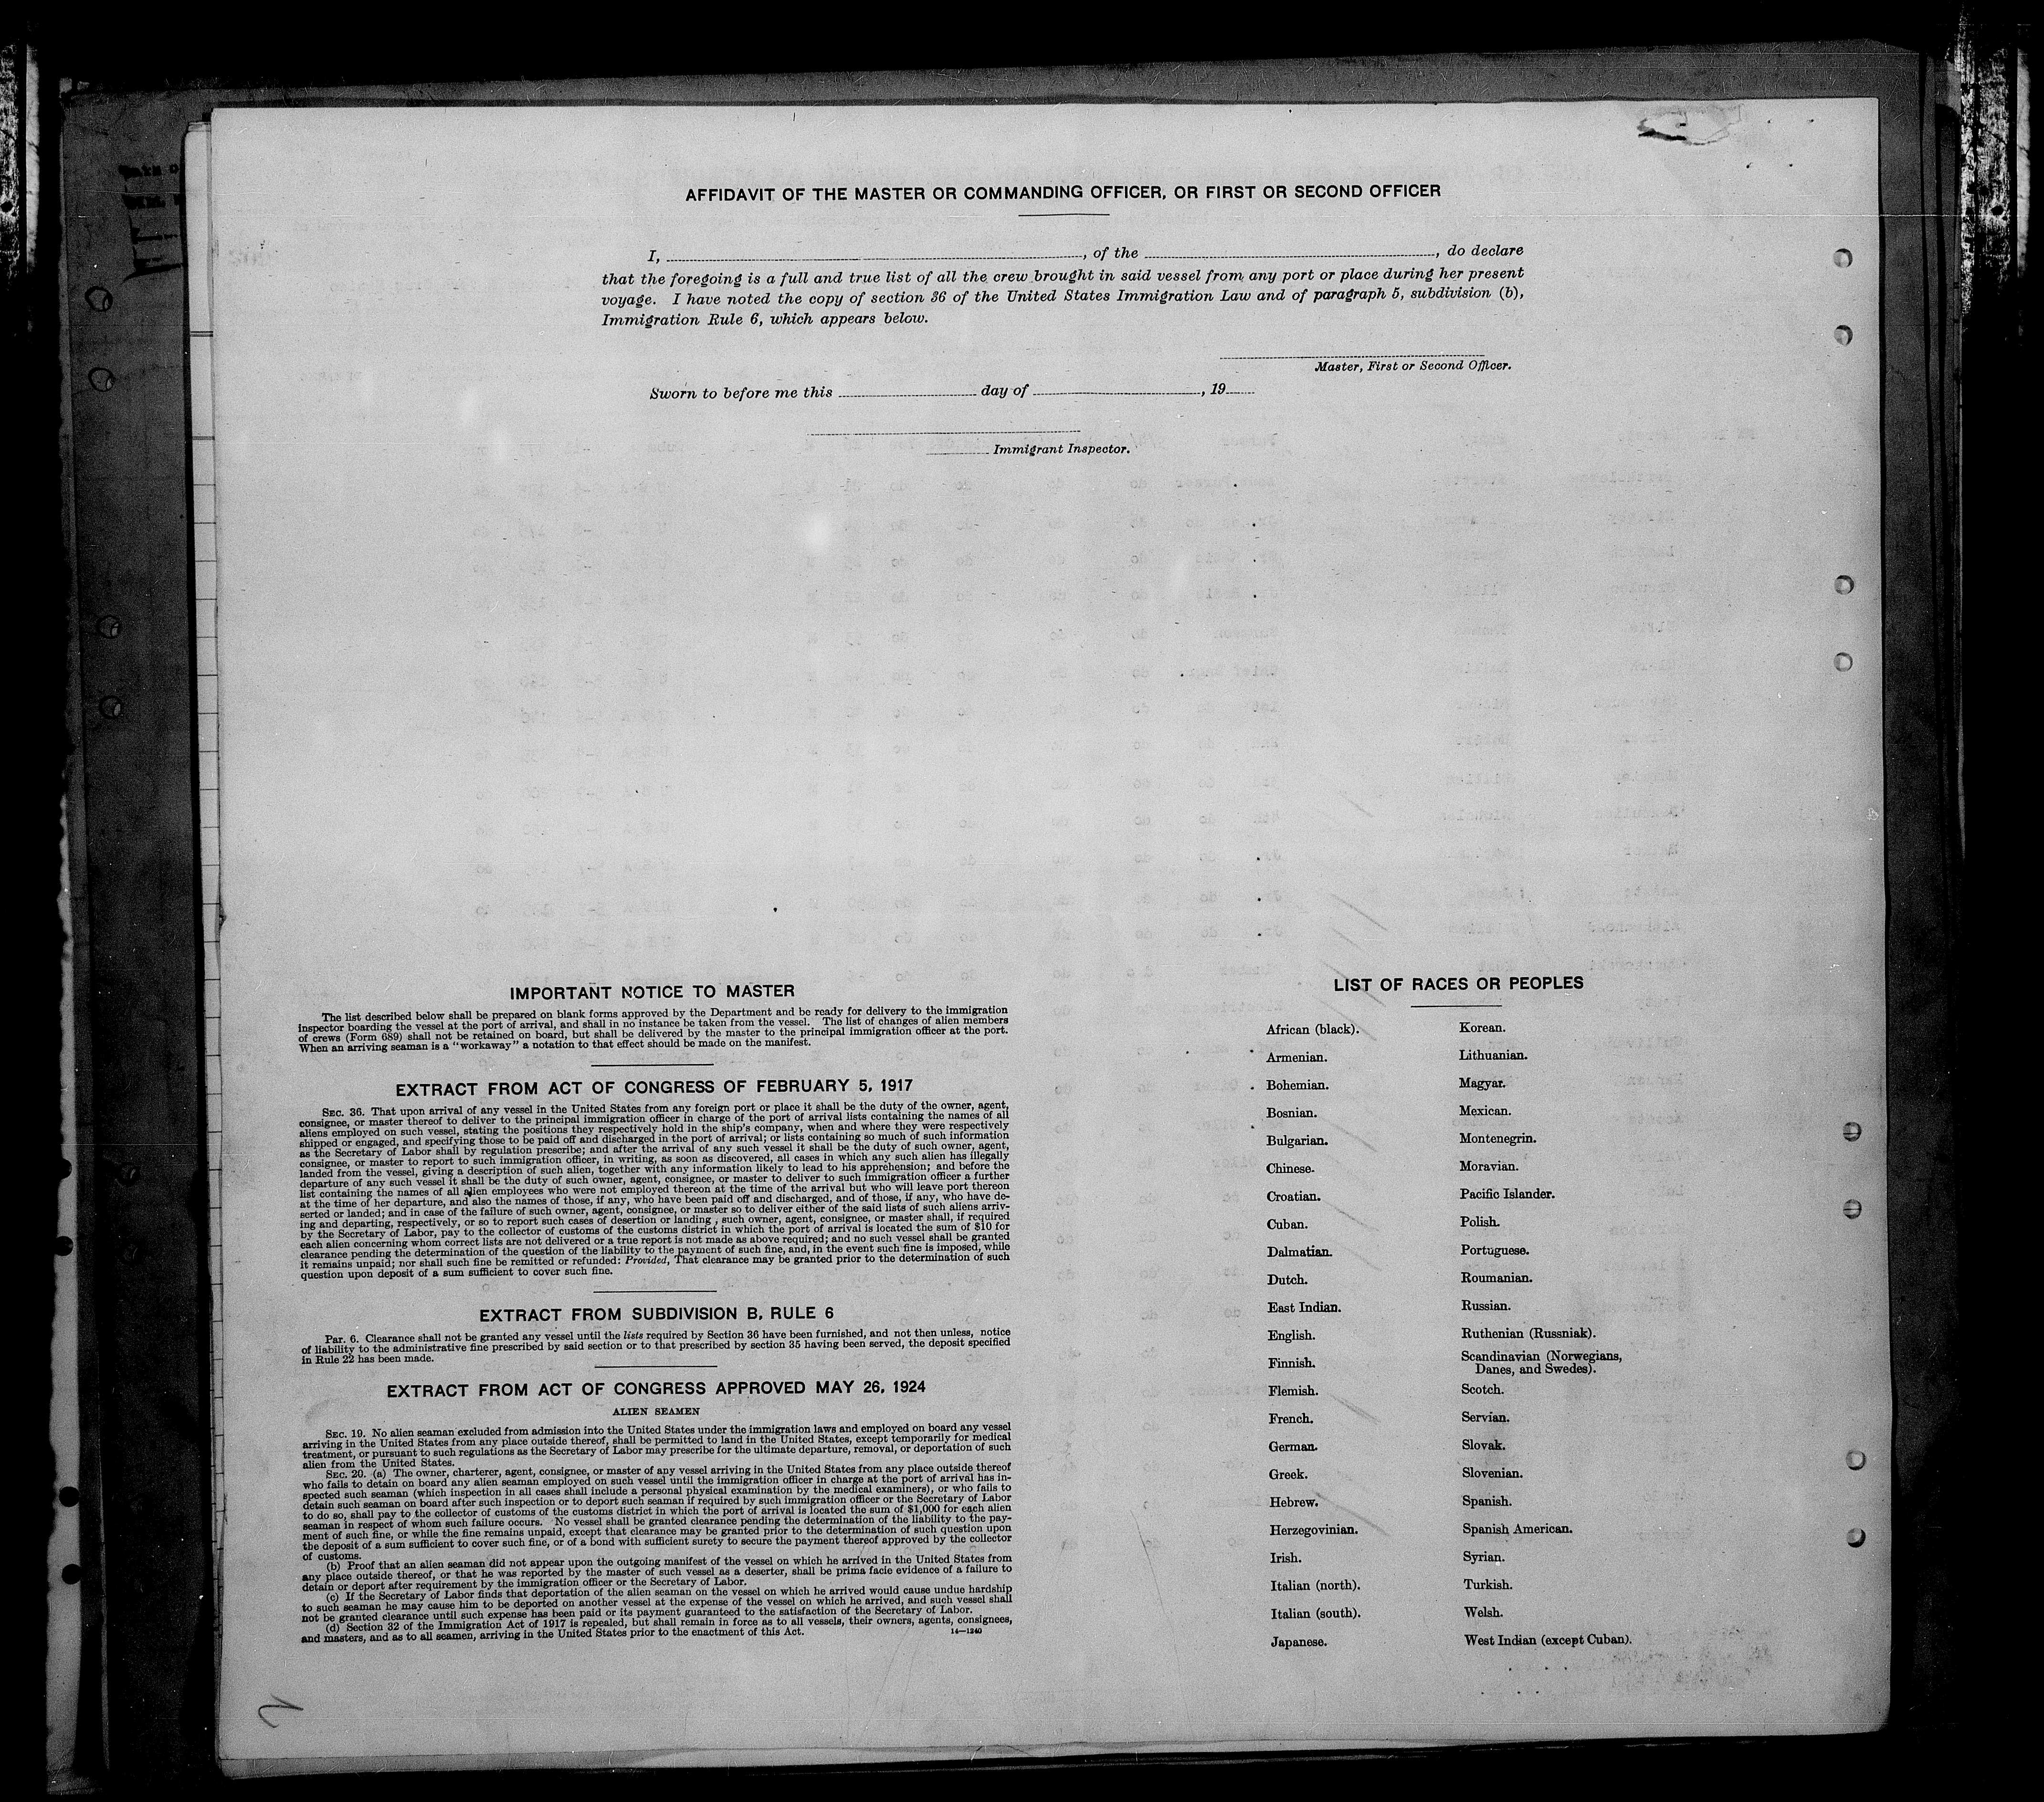 AFFIDAVIT OF THE MASTER OR COMMANDING OFFICER, OR FIRST OR SECOND OFFICER
I, , of the , do declare
that the foregoing is a full and true list of all the crew brought in said vessel from any port or place during her present
voyage. I have noted the copy of section 36 of the United States Immigration Law and of paragraph 5, subdivision (b),
Immigration Rule 6, which appears below.
Master, First or Second Officer.
Sworn to before me this day of , 19
Immigrant Inspector.
IMPORTANT NOTICE TO MASTER
The list described below shall be prepared on blank forms approved by the Department and be ready for delivery to the immigration
inspector boarding the vessel at the port of arrival, and shall in no instance be taken from the vessel. The list of changes of alien members
of crews (Form 689) shall not be retained on board, but shall be delivered by the master to the principal immigration officer at the port.
When an arriving seaman is a "workaway" a notation to that effect should be made on the manifest.
EXTRACT FROM ACT OF CONGRESS OF FEBRUARY 5, 1917
SEC. 36. That upon arrival of any vessel in the United States from any foreign port or place it shall be the duty of the owner, agent,
consignee, or master thereof to deliver to the principal immigration officer in charge of the port of arrival lists containing the names of all
aliens employed on such vessel, stating the positions they respectively hold in the ship's company, when and where they were respectively
shipped or engaged, and specifying those to be paid off and discharged in the port of arrival; or lists containing so much of such information
as the Secretary of Labor shall by regulation prescribe; and after the arrival of any such vessel it shall be the duty of such owner, agent,
consignee, or master to report to such immigration officer, in writing, as soon as discovered, all cases in which any such alien has illegally
landed from the vessel, giving a description of such alien, together with any information likely to lead to his apprehension; and before the
departure of any such vessel it shall be the duty of such owner, agent, consignee, or master to deliver to such immigration officer a further
list containing the names of all alien employees who were not employed thereon at the time of the arrival but who will leave port thereon
at the time of her departure, and also the names of those, if any, who have been paid off and discharged, and of those, if any, who have de-
serted or landed; and in case of the failure of such owner, agent, consignee, or master so to deliver either of the said lists of such aliens arriv-
ing and departing, respectively, or so to report such cases of desertion or landing , such owner, agent, consignee, or master shall, if required
by the Secretary of Labor, pay to the collector of customs of the customs district in which the port of arrival is located the sum of $10 for
each alien concerning whom correct lists are not delivered or a true report is not made as above required; and no such vessel shall be granted
clearance pending the determination of the question of the liability to the payment of such fine, and, in the event such fine is imposed, while
it remains unpaid; nor shall such fine be remitted or refunded: Provided, That clearance may be granted prior to the determination of such
question upon deposit of a sum sufficient to cover such fine.
EXTRACT FROM SUBDIVISION B, RULE 6
Par. 6. Clearance shall not be granted any vessel until the lists required by Section 36 have been furnished, and not then unless, notice
of liability to the administrative fine prescribed by said section or to that prescribed by section 35 having been served, the deposit specified
in Rule 22 has been made.
EXTRACT FROM ACT OF CONGRESS APPROVED MAY 26, 1924
ALIEN SEAMEN
SEC. 19. No alien seaman excluded from admission into the United States under the immigration laws and employed on board any vessel
arriving in the United States from any place outside thereof, shall be permitted to land in the United States, except temporarily for medical
treatment, or pursuant to such regulations as the Secretary of Labor may prescribe for the ultimate departure, removal, or deportation of such
alien from the United States.
SEC. 20. (a) The owner, charterer, agent, consignee, or master of any vessel arriving in the United States from any place outside thereof
who fails to detain on board any alien seaman employed on such vessel until the immigration officer in charge at the port of arrival has in-
spected such seaman (which inspection in all cases shall include a personal physical examination by the medical examiners), or who fails to
detain such seaman on board after such inspection or to deport such seaman if required by such immigration officer or the Secretary of Labor
to do so, shall pay to the collector of customs of the customs district in which the port of arrival is located the sum of $1,000 for each alien
seaman in respect of whom such failure occurs. No vessel shall be granted clearance pending the determination of the liability to the pay-
ment of such fine, or while the fine remains unpaid, except that clearance may be granted prior to the determination of such question upon
the deposit of a sum sufficient to cover such fine, or of a bond with sufficient surety to secure the payment thereof approved by the collector
of customs.
(b) Proof that an alien seaman did not appear upon the outgoing manifest of the vessel on which he arrived in the United States from
any place outside thereof, or that he was reported by the master of such vessel as a deserter, shall be prima facie evidence of a failure to
detain or deport after requirement by the immigration officer or the Secretary of Labor.
(c) If the Secretary of Labor finds that deportation of the alien seaman on the vessel on which he arrived would cause undue hardship
to such seaman he may cause him to be deported on another vessel at the expense of the vessel on which he arrived, and such vessel shall
not be granted clearance until such expense has been paid or its payment guaranteed to the satisfaction of the Secretary of Labor.
(d) Section 32 of the Immigration Act of 1917 is repealed, but shall remain in force as to all vessels, their owners, agents, consignees,
and masters, and as to all seamen, arriving in the United States prior to the enactment of this Act. 14—1240
LIST OF RACES OR PEOPLES
African (black).
Armenian.
Bohemian.
Bosnian.
Bulgarian.
Chinese.
Croatian.
Cuban.
Dalmatian.
Dutch.
East Indian.
English.
Finnish.
Flemish.
French.
German.
Greek.
Hebrew.
Herzegovinian.
Irish.
Italian (north).
Italian (south).
Japanese.
Korean.
Lithuanian.
Magyar.
Mexican.
Montenegrin.
Moravian.
Pacific Islander.
Polish.
Portuguese.
Roumanian.
Russian.
Ruthenian (Russniak).
Scandinavian (Norwegians,
Danes, and Swedes).
Scotch.
Servian.
Slovak.
Slovenian.
Spanish.
Spanish American.
Syrian.
Turkish.
Welsh.
West Indian (except Cuban).